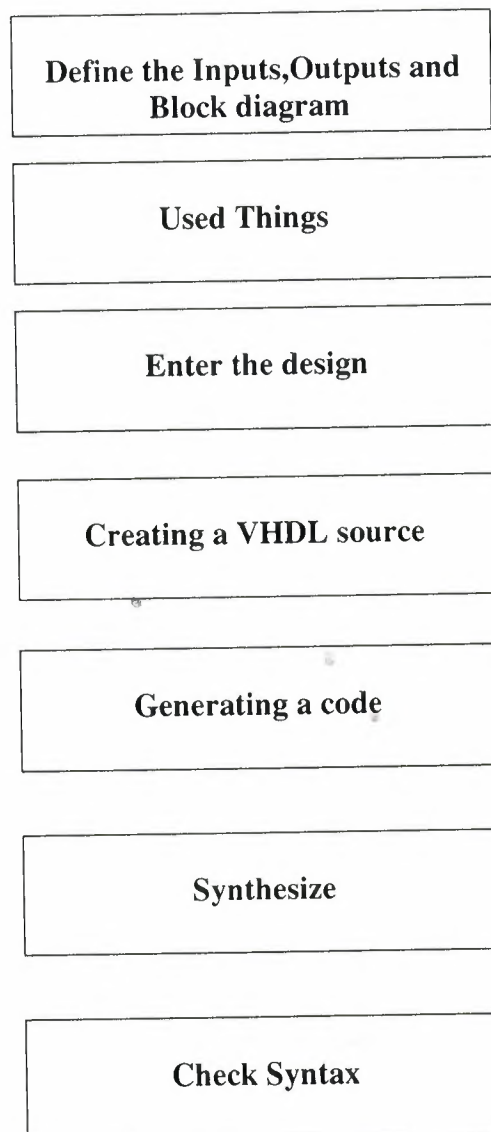 Define the Inputs,Outputs and
Block diagram
Used Things
Enter the design
Creating a VHDL source
Generating a code
Synthesize
Check Syntax